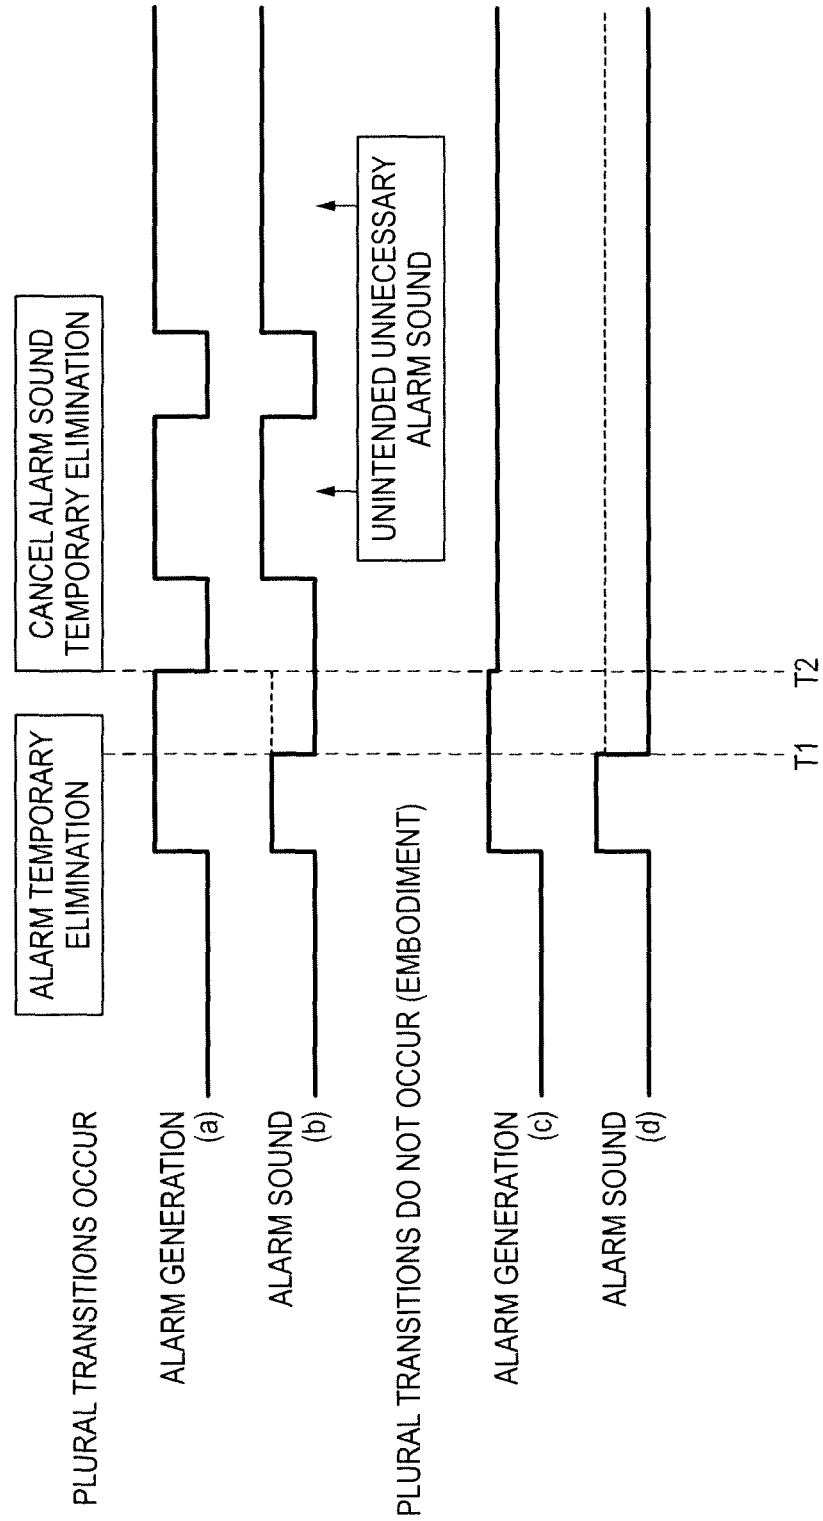 PLURAL TRANSITIONS OCCUR
ALARM TEMPORARY
ELIMINATION
CANCEL ALARM SOUND
TEMPORARY ELIMINATION
ALARM GENERATION
(a)
ALARM SOUND
(b)
UNINTENDED UNNECESSARY
ALARM SOUND
PLURAL TRANSITIONS DO NOT OCCUR (EMBODIMENT)
ALARM GENERATION
(c)
ALARM SOUND
(d)
T1
T2